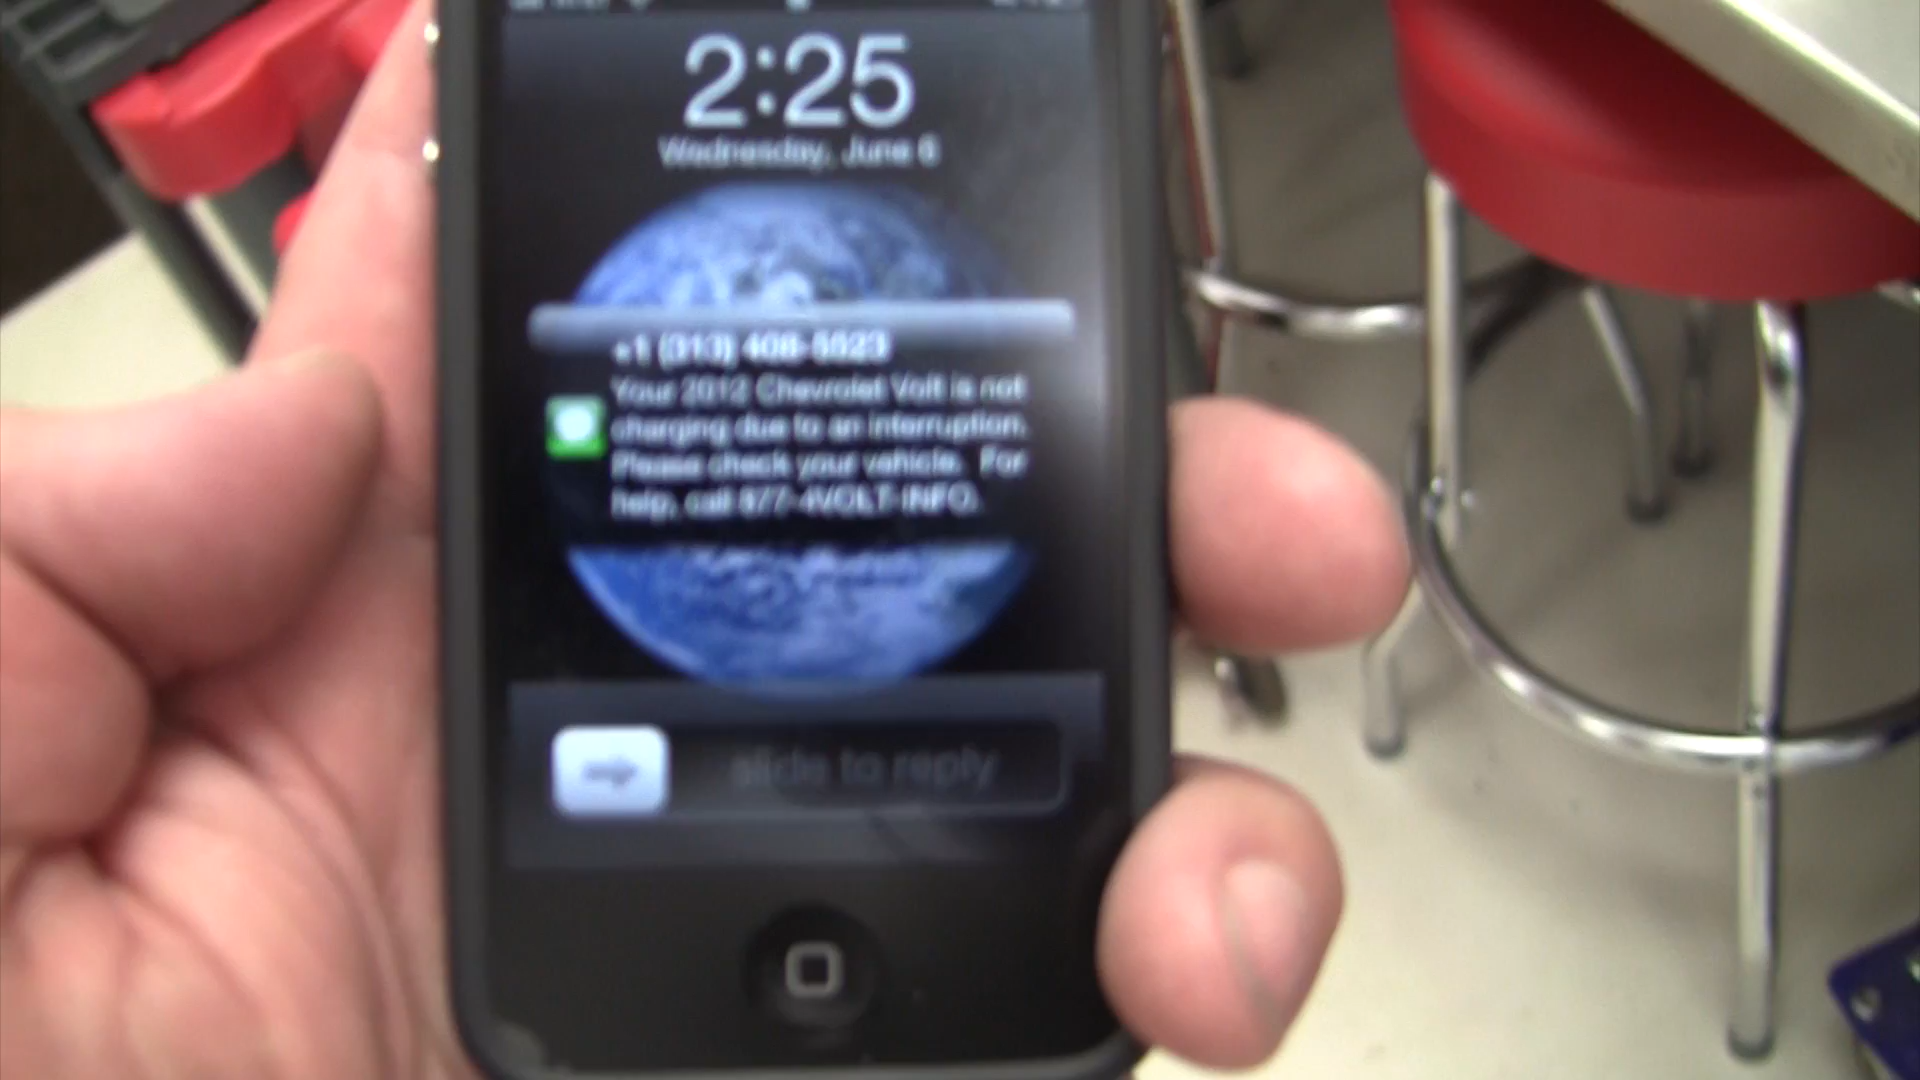 2:25
Wednesday, June 6
+1 (313) 408-5523
Your 2012 Chevrolet Volt is not
charging due to an interruption.
Please check your vehicle. For
help, call 877-4VOLT-INFO.
slide to reply